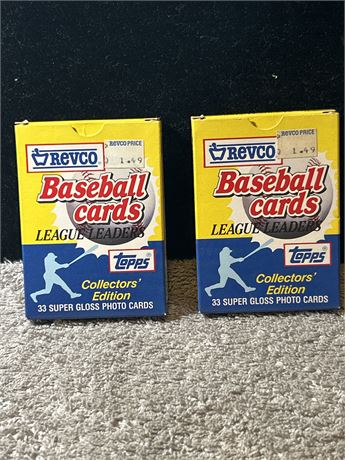 REVCO PRICE
1.49
REVCO
Baseball
cards
LEAGUE LEADERS
Topps®
Collectors'
Edition
33 SUPER GLOSS PHOTO CARDS
REVCO PRICE
1.49
REVCO
Baseball
cards
LEAGUE LEADERS
Topps®
Collectors'
Edition
33 SUPER GLOSS PHOTO CARDS